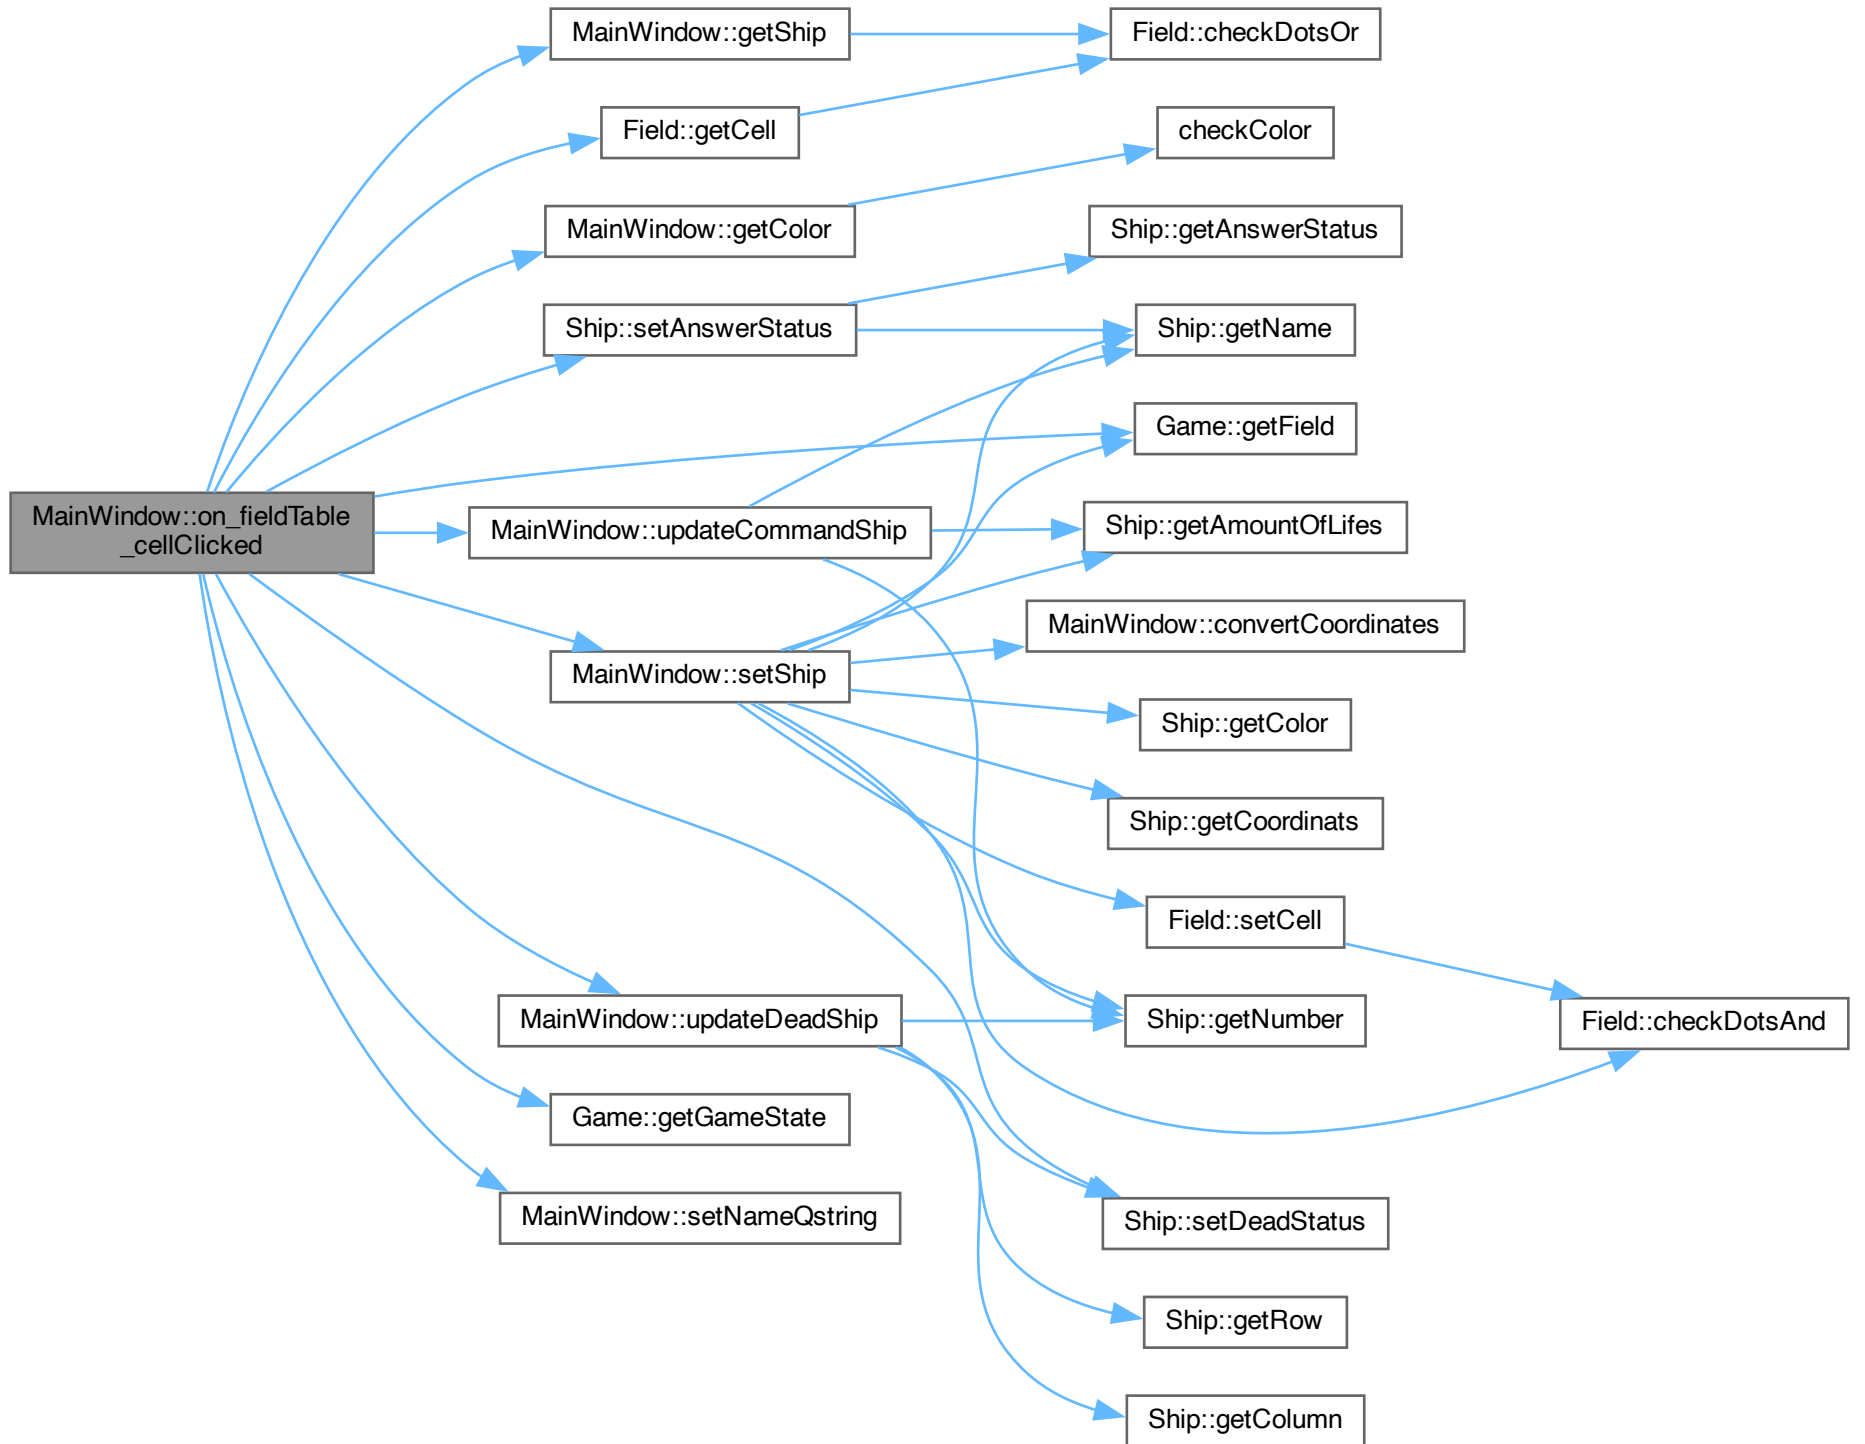 MainWindow::getShip
Field::checkDotsOr
Field::getCell
checkColor
MainWindow::getColor
Ship::getAnswerStatus
Ship::setAnswerStatus
Ship::getName
Game::getField
MainWindow::on_fieldTable
_cellClicked
MainWindow::updateCommandShip
Ship::getAmountOfLifes
MainWindow::convertCoordinates
MainWindow::setShip
Ship::getColor
Ship::getCoordinats
Field::setCell
MainWindow::updateDeadShip
Ship::getNumber
Field::checkDotsAnd
Game::getGameState
MainWindow::setNameQstring
Ship::setDeadStatus
Ship::getRow
Ship::getColumn